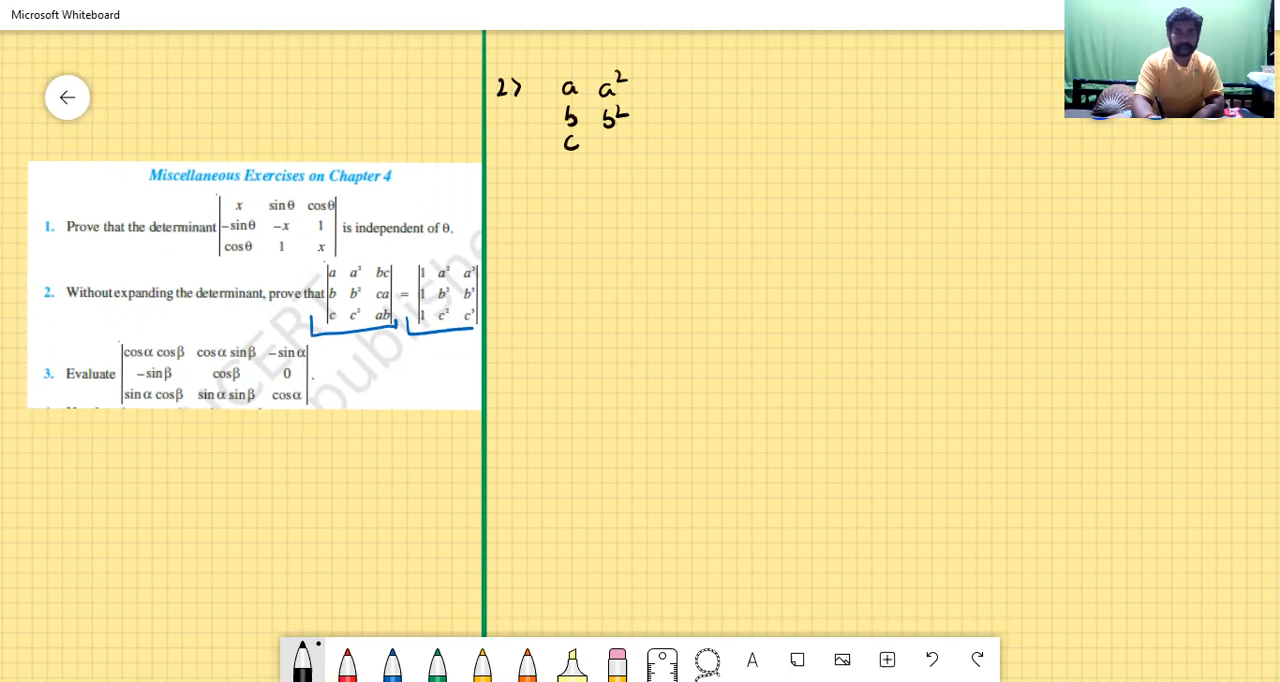 Microsoft Whiteboard
2) a a²
b b²
c
Miscellaneous Exercises on Chapter 4
1. Prove that the determinant | x sinθ cosθ |
| −sinθ −x 1 | is independent of θ.
| cosθ 1 x |
2. Without expanding the determinant, prove that | a a² bc | = | 1 a² a³ |
| b b² ca | | 1 b² b³ |
| c c² ab | | 1 c² c³ |
3. Evaluate | cosα cosβ cosα sinβ −sinα |
| −sinβ cosβ 0 | .
| sinα cosβ sinα sinβ cosα |
A